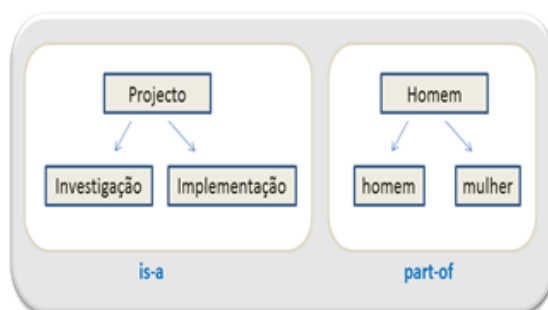 Projecto
Investigação
Implementação
is-a
Homem
homem
mulher
part-of